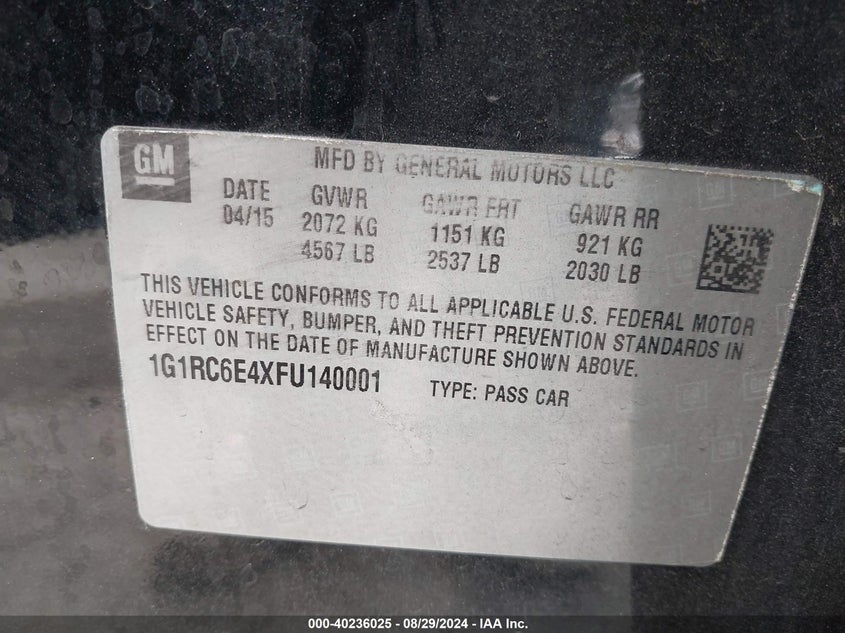 GM
MFD BY GENERAL MOTORS LLC
DATE GVWR GAWR FRT GAWR RR
04/15 2072 KG 1151 KG 921 KG
4567 LB 2537 LB 2030 LB
THIS VEHICLE CONFORMS TO ALL APPLICABLE U.S. FEDERAL MOTOR
VEHICLE SAFETY, BUMPER, AND THEFT PREVENTION STANDARDS IN
EFFECT ON THE DATE OF MANUFACTURE SHOWN ABOVE.
1G1RC6E4XFU140001 TYPE: PASS CAR
000-40236025 - 08/29/2024 - IAA Inc.